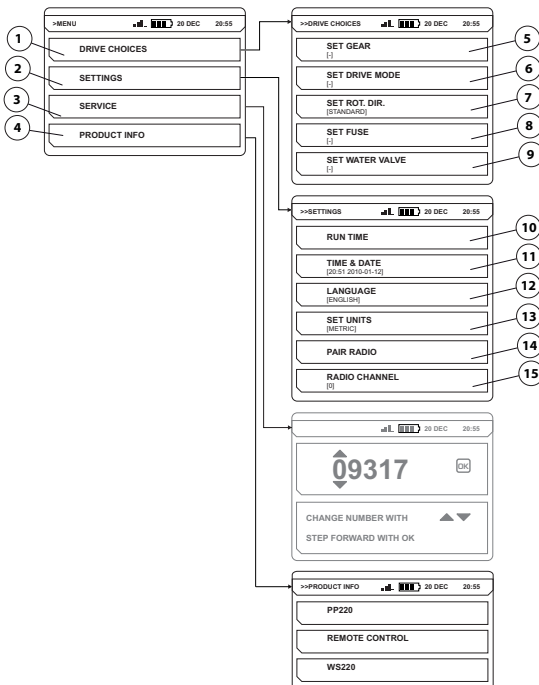 >MENU 20 DEC 20:55
1 DRIVE CHOICES
2 SETTINGS
3 SERVICE
4 PRODUCT INFO
>>DRIVE CHOICES 20 DEC 20:55
SET GEAR 5
[-]
SET DRIVE MODE 6
[-]
SET ROT. DIR. 7
[STANDARD]
SET FUSE 8
[-]
SET WATER VALVE 9
[-]
>>SETTINGS 20 DEC 20:55
RUN TIME 10
TIME & DATE 11
[20:51 2010-01-12]
LANGUAGE 12
[ENGLISH]
SET UNITS 13
[METRIC]
PAIR RADIO 14
RADIO CHANNEL 15
[0]
20 DEC 20:55
09317 OK
CHANGE NUMBER WITH
STEP FORWARD WITH OK
>>PRODUCT INFO 20 DEC 20:55
PP220
REMOTE CONTROL
WS220